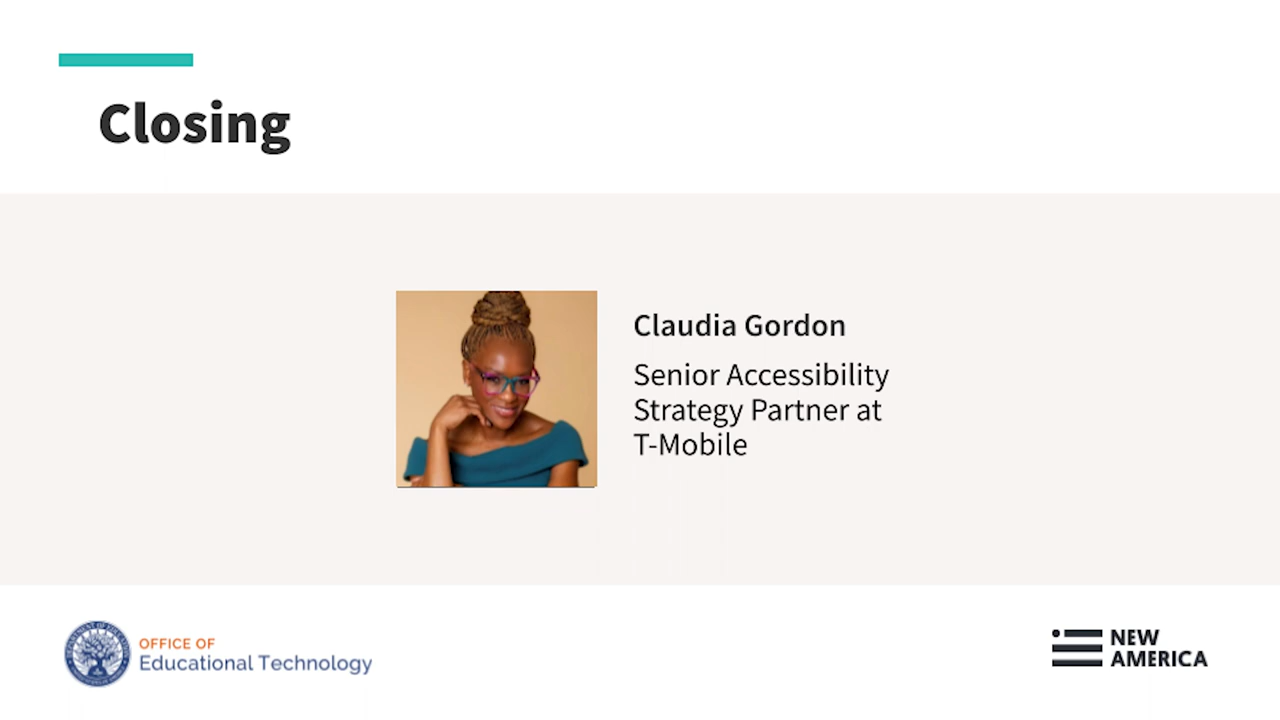 Closing
Claudia Gordon
Senior Accessibility
Strategy Partner at
T-Mobile
OFFICE OF
Educational Technology
NEW
AMERICA